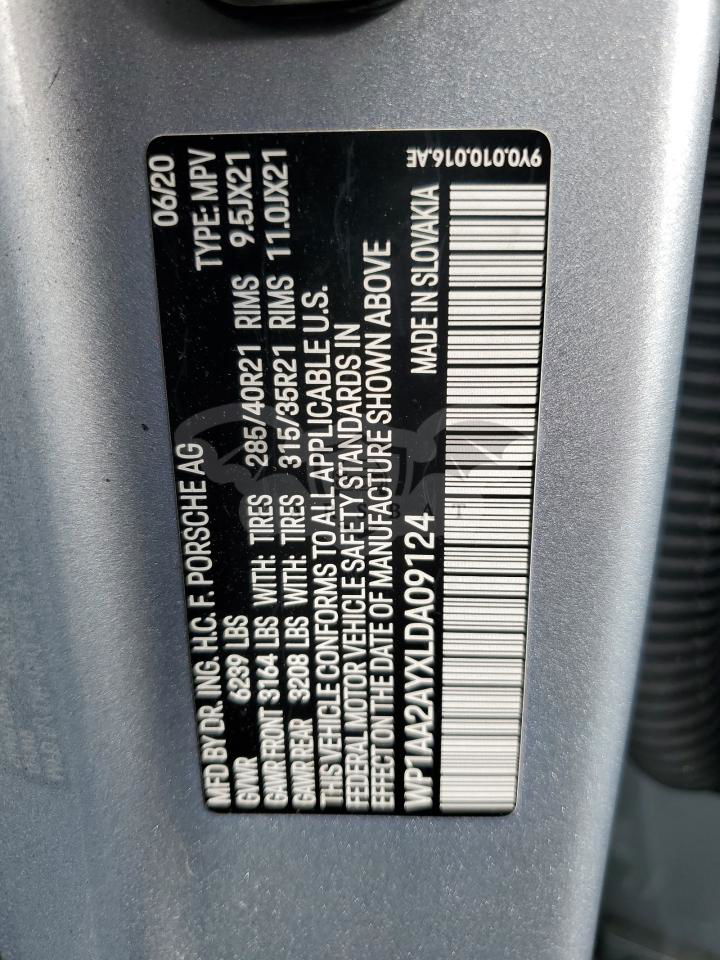 MFD BY DR. ING. H.C. F. PORSCHE AG 06/20
GVWR 6239 LBS TYPE: MPV
GAWR FRONT 3164 LBS WITH: TIRES 285/40R21 RIMS 9.5JX21
GAWR REAR 3208 LBS WITH: TIRES 315/35R21 RIMS 11.0JX21
THIS VEHICLE CONFORMS TO ALL APPLICABLE U.S.
FEDERAL MOTOR VEHICLE SAFETY STANDARDS IN
EFFECT ON THE DATE OF MANUFACTURE SHOWN ABOVE
WP1AA2AYXLDA09124 MADE IN SLOVAKIA
9Y0.010.016.AE